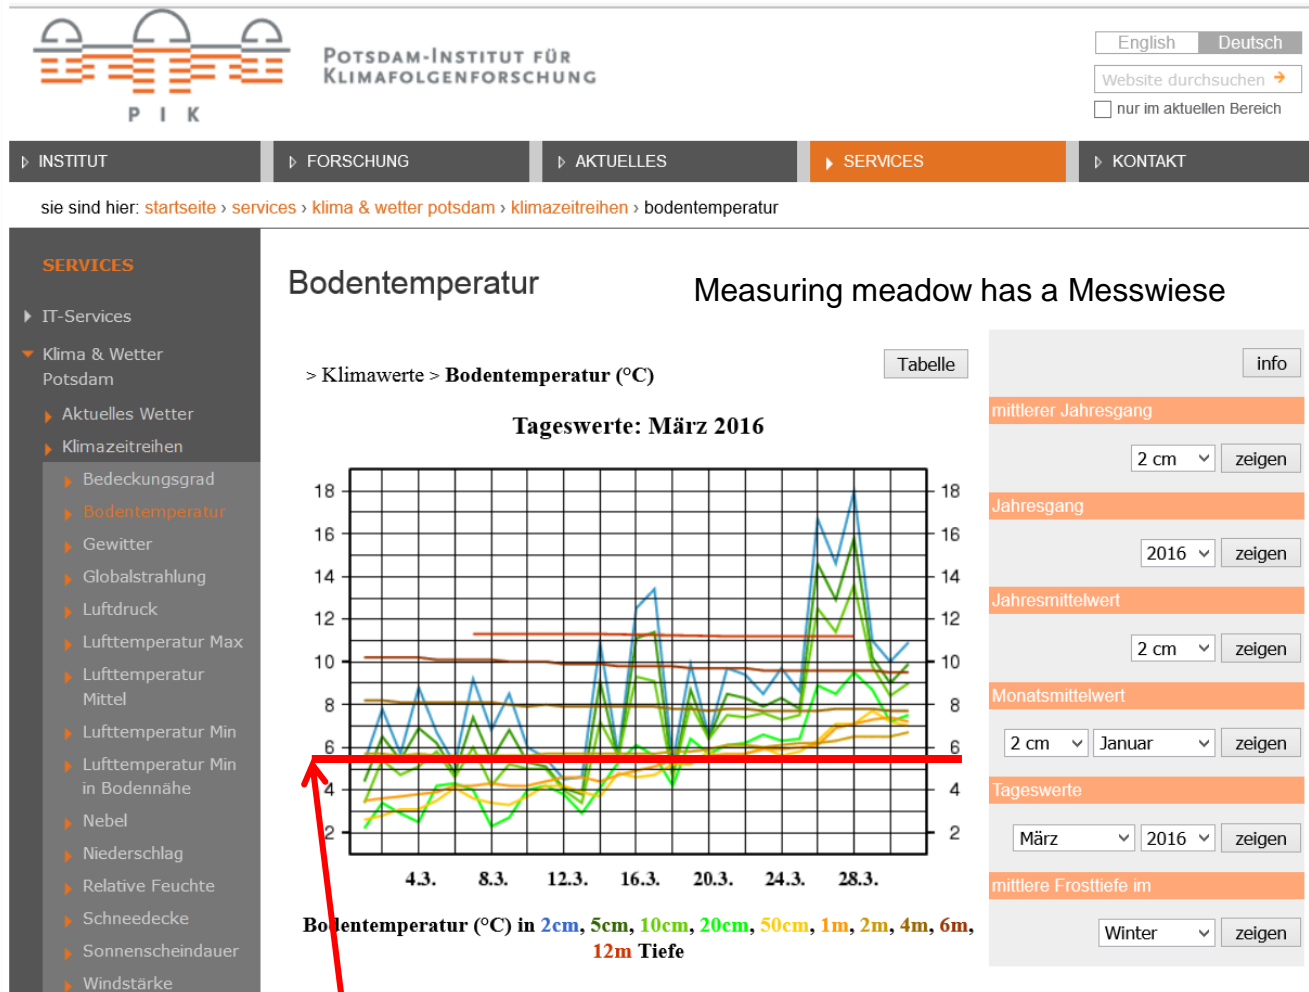 POTSDAM-INSTITUT FÜR
KLIMAFOLGENFORSCHUNG
P I K
English Deutsch
Website durchsuchen
nur im aktuellen Bereich
INSTITUT FORSCHUNG AKTUELLES SERVICES KONTAKT
sie sind hier: startseite › services › klima & wetter potsdam › klimazeitreihen › bodentemperatur
SERVICES
IT-Services
Klima & Wetter
Potsdam
Aktuelles Wetter
Klimazeitreihen
Bedeckungsgrad
Bodentemperatur
Gewitter
Globalstrahlung
Luftdruck
Lufttemperatur Max
Lufttemperatur
Mittel
Lufttemperatur Min
Lufttemperatur Min
in Bodennähe
Nebel
Niederschlag
Relative Feuchte
Schneedecke
Sonnenscheindauer
Windstärke
Bodentemperatur
Measuring meadow has a Messwiese
> Klimawerte > Bodentemperatur (°C)
Tabelle
Tageswerte: März 2016
18 18
16 16
14 14
12 12
10 10
8 8
6 6
4 4
2 2
4.3. 8.3. 12.3. 16.3. 20.3. 24.3. 28.3.
Bodentemperatur (°C) in 2cm, 5cm, 10cm, 20cm, 50cm, 1m, 2m, 4m, 6m,
12m Tiefe
info
mittlerer Jahresgang
2 cm zeigen
Jahresgang
2016 zeigen
Jahresmittelwert
2 cm zeigen
Monatsmittelwert
2 cm Januar zeigen
Tageswerte
März 2016 zeigen
mittlere Frosttiefe im
Winter zeigen